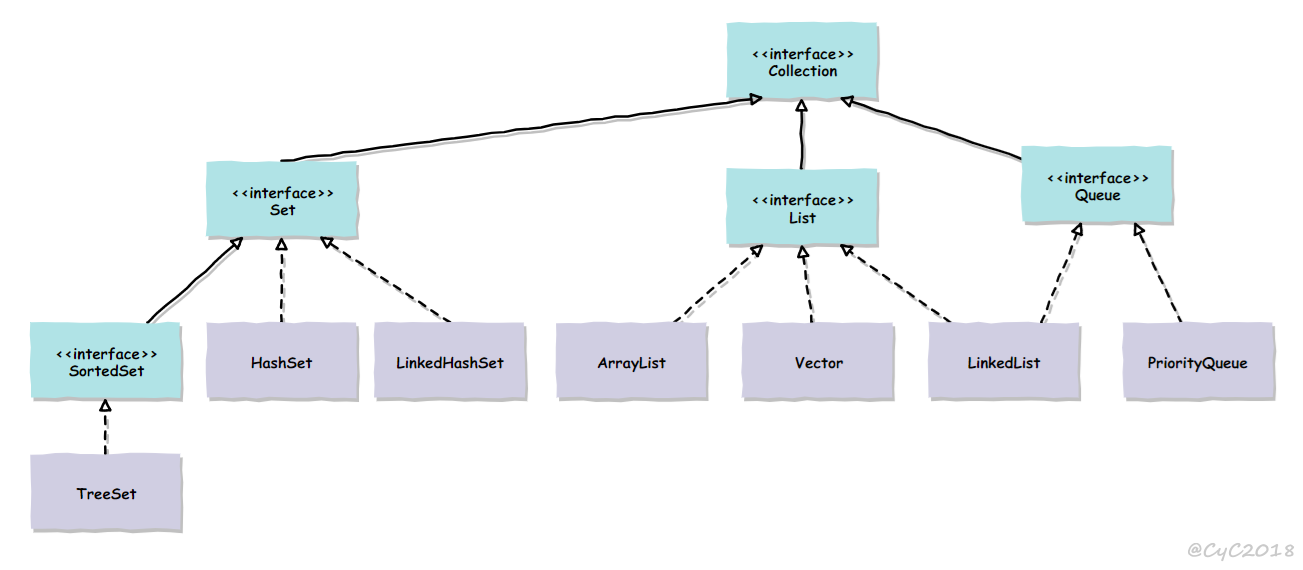 <<interface>>
Collection
<<interface>>
Set
<<interface>>
List
<<interface>>
Queue
<<interface>>
SortedSet
HashSet
LinkedHashSet
ArrayList
Vector
LinkedList
PriorityQueue
TreeSet
@CyC2018